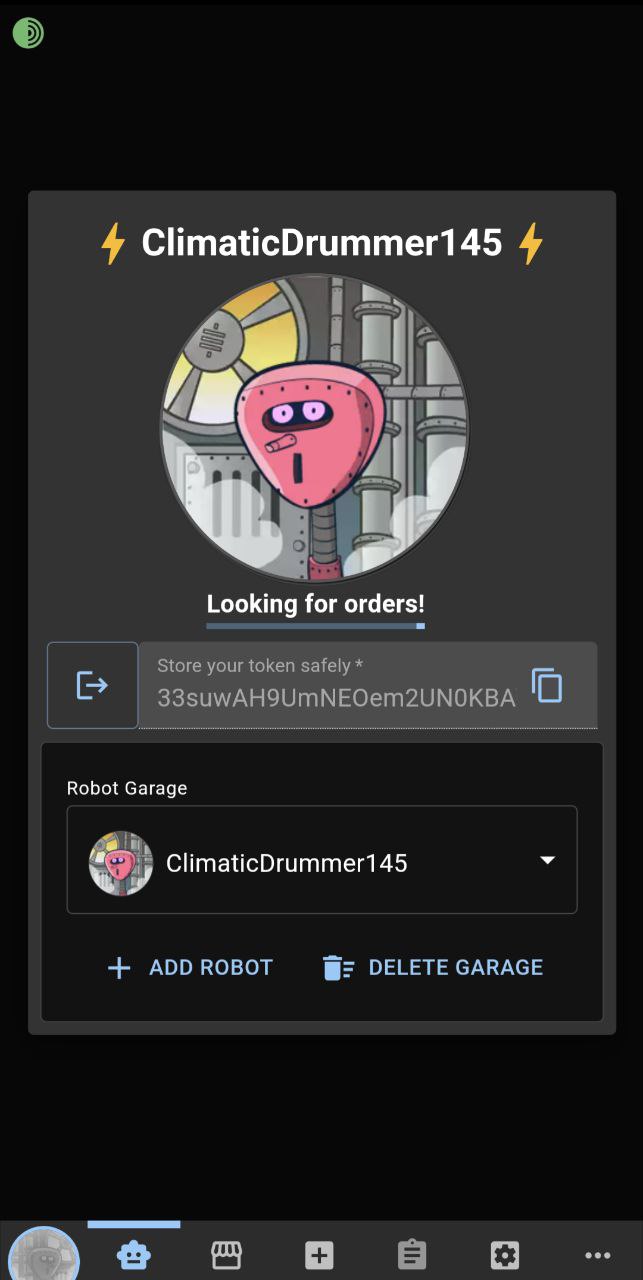 ClimaticDrummer145
Looking for orders!
Store your token safely *
33suwAH9UmNEOem2UN0KBA
Robot Garage
ClimaticDrummer145
ADD ROBOT
DELETE GARAGE